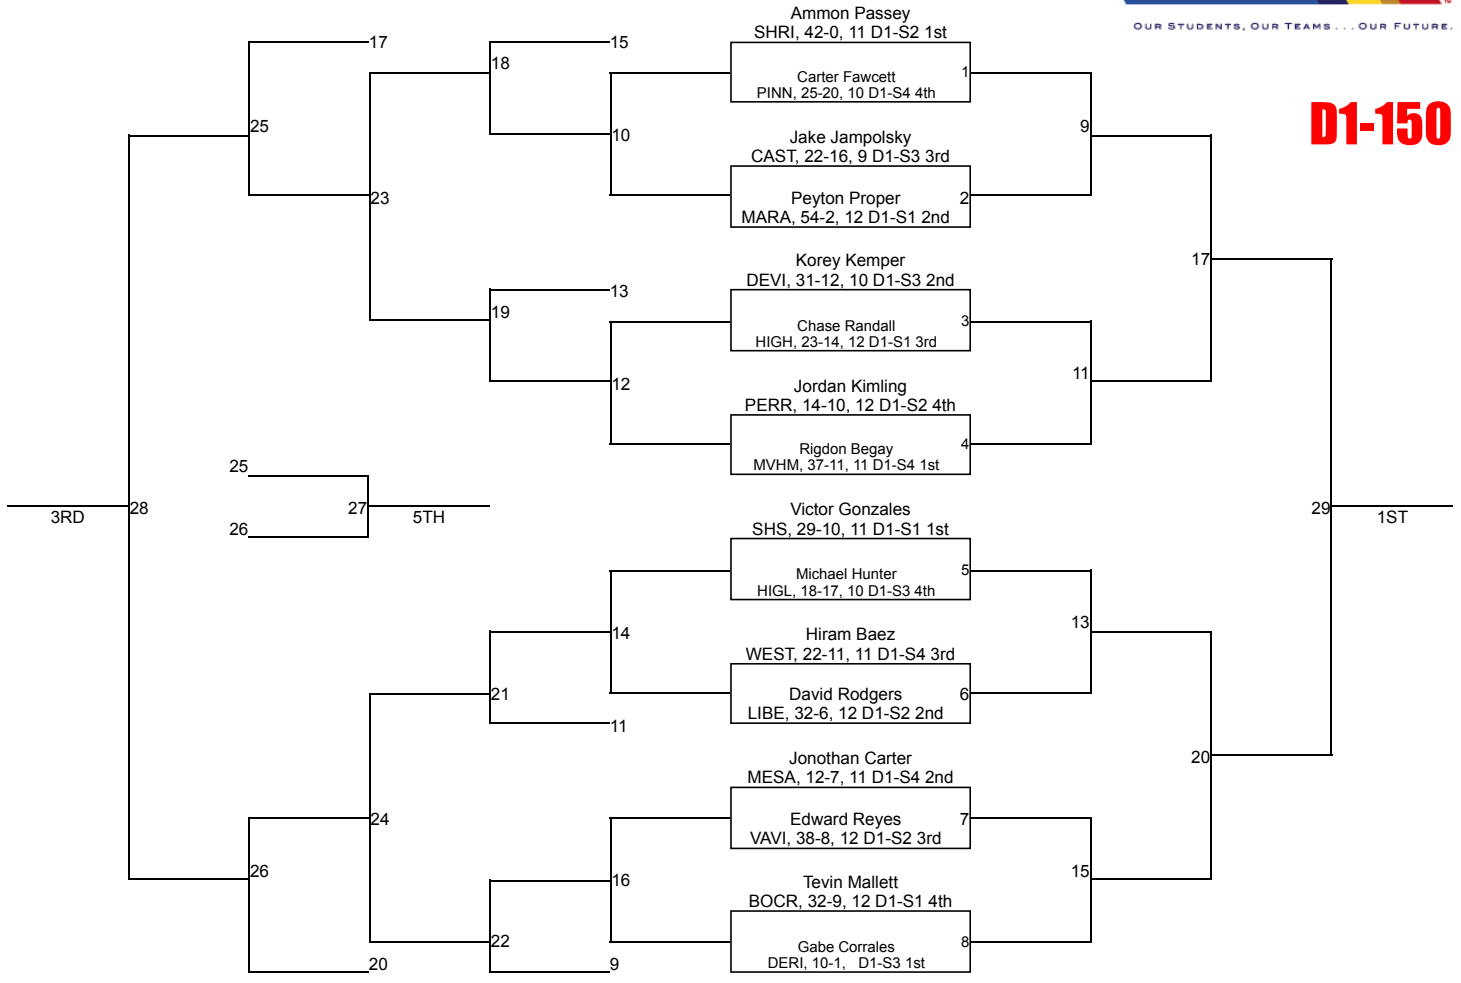 OUR STUDENTS, OUR TEAMS . . . OUR FUTURE.
D1-150
Ammon Passey
SHRI, 42-0, 11 D1-S2 1st
Carter Fawcett
PINN, 25-20, 10 D1-S4 4th
1
Jake Jampolsky
CAST, 22-16, 9 D1-S3 3rd
Peyton Proper
MARA, 54-2, 12 D1-S1 2nd
2
Korey Kemper
DEVI, 31-12, 10 D1-S3 2nd
Chase Randall
HIGH, 23-14, 12 D1-S1 3rd
3
Jordan Kimling
PERR, 14-10, 12 D1-S2 4th
Rigdon Begay
MVHM, 37-11, 11 D1-S4 1st
4
Victor Gonzales
SHS, 29-10, 11 D1-S1 1st
Michael Hunter
HIGL, 18-17, 10 D1-S3 4th
5
Hiram Baez
WEST, 22-11, 11 D1-S4 3rd
David Rodgers
LIBE, 32-6, 12 D1-S2 2nd
6
Jonothan Carter
MESA, 12-7, 11 D1-S4 2nd
Edward Reyes
VAVI, 38-8, 12 D1-S2 3rd
7
Tevin Mallett
BOCR, 32-9, 12 D1-S1 4th
Gabe Corrales
DERI, 10-1, D1-S3 1st
8
9
11
13
15
17
20
29
1ST
15
10
13
12
14
11
16
9
18
19
21
22
17
23
24
20
25
26
25
26
27
5TH
28
3RD